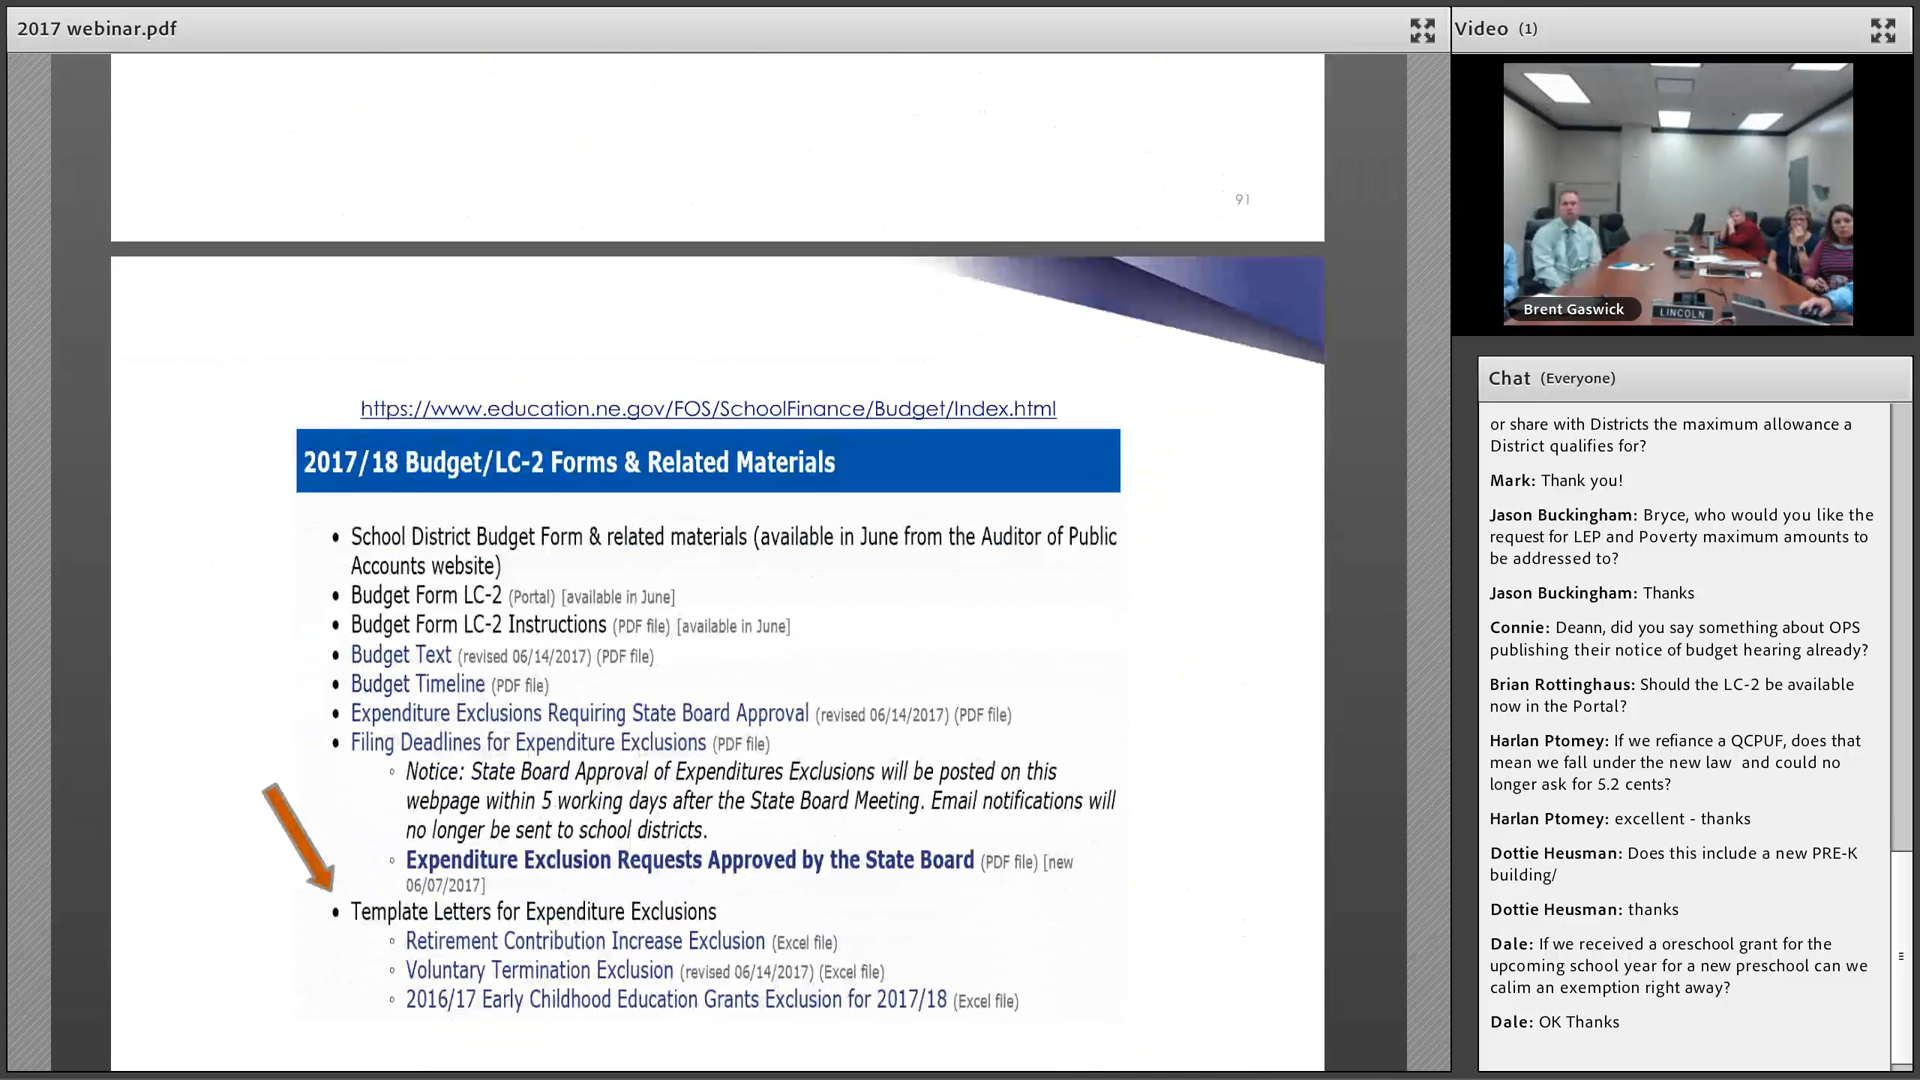 2017 webinar.pdf
91
https://www.education.ne.gov/FOS/SchoolFinance/Budget/Index.html
2017/18 Budget/LC-2 Forms & Related Materials
• School District Budget Form & related materials (available in June from the Auditor of Public
Accounts website)
• Budget Form LC-2 (Portal) [available in June]
• Budget Form LC-2 Instructions (PDF file) [available in June]
• Budget Text (revised 06/14/2017) (PDF file)
• Budget Timeline (PDF file)
• Expenditure Exclusions Requiring State Board Approval (revised 06/14/2017) (PDF file)
• Filing Deadlines for Expenditure Exclusions (PDF file)
◦ Notice: State Board Approval of Expenditures Exclusions will be posted on this
webpage within 5 working days after the State Board Meeting. Email notifications will
no longer be sent to school districts.
◦ Expenditure Exclusion Requests Approved by the State Board (PDF file) [new
06/07/2017]
• Template Letters for Expenditure Exclusions
◦ Retirement Contribution Increase Exclusion (Excel file)
◦ Voluntary Termination Exclusion (revised 06/14/2017) (Excel file)
◦ 2016/17 Early Childhood Education Grants Exclusion for 2017/18 (Excel file)
Video (1)
Brent Gaswick
LINCOLN
Chat (Everyone)
or share with Districts the maximum allowance a
District qualifies for?
Mark: Thank you!
Jason Buckingham: Bryce, who would you like the
request for LEP and Poverty maximum amounts to
be addressed to?
Jason Buckingham: Thanks
Connie: Deann, did you say something about OPS
publishing their notice of budget hearing already?
Brian Rottinghaus: Should the LC-2 be available
now in the Portal?
Harlan Ptomey: If we refiance a QCPUF, does that
mean we fall under the new law and could no
longer ask for 5.2 cents?
Harlan Ptomey: excellent - thanks
Dottie Heusman: Does this include a new PRE-K
building/
Dottie Heusman: thanks
Dale: If we received a oreschool grant for the
upcoming school year for a new preschool can we
calim an exemption right away?
Dale: OK Thanks